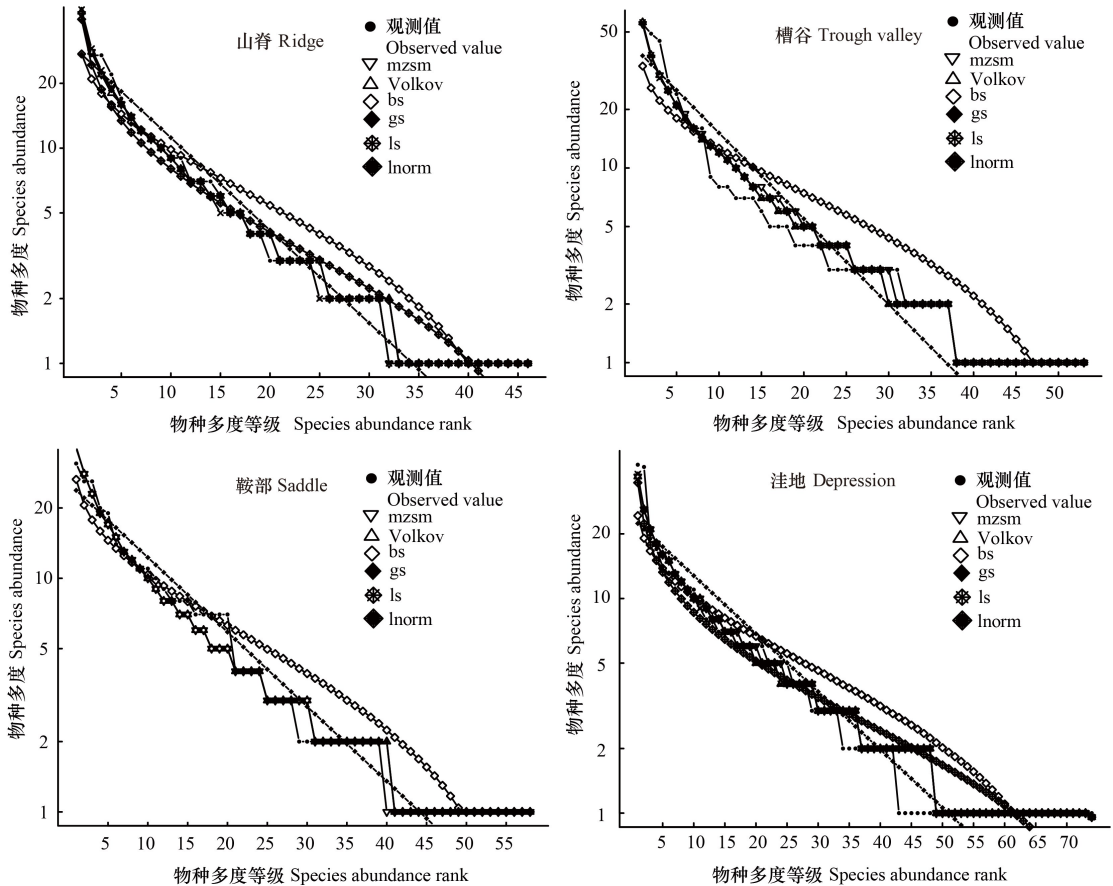 山脊 Ridge
观测值
Observed value
mzsm
Volkov
bs
gs
ls
lnorm
物种多度 Species abundance
20
10
5
2
1
5 10 15 20 25 30 35 40 45
物种多度等级 Species abundance rank
槽谷 Trough valley
观测值
Observed value
mzsm
Volkov
bs
gs
ls
lnorm
物种多度 Species abundance
50
20
10
5
2
1
5 10 15 20 25 30 35 40 45 50
物种多度等级 Species abundance rank
鞍部 Saddle
观测值
Observed value
mzsm
Volkov
bs
gs
ls
lnorm
物种多度 Species abundance
20
10
5
2
1
5 10 15 20 25 30 35 40 45 50 55
物种多度等级 Species abundance rank
洼地 Depression
观测值
Observed value
mzsm
Volkov
bs
gs
ls
lnorm
物种多度 Species abundance
20
10
5
2
1
5 10 15 20 25 30 35 40 45 50 55 60 65 70
物种多度等级 Species abundance rank